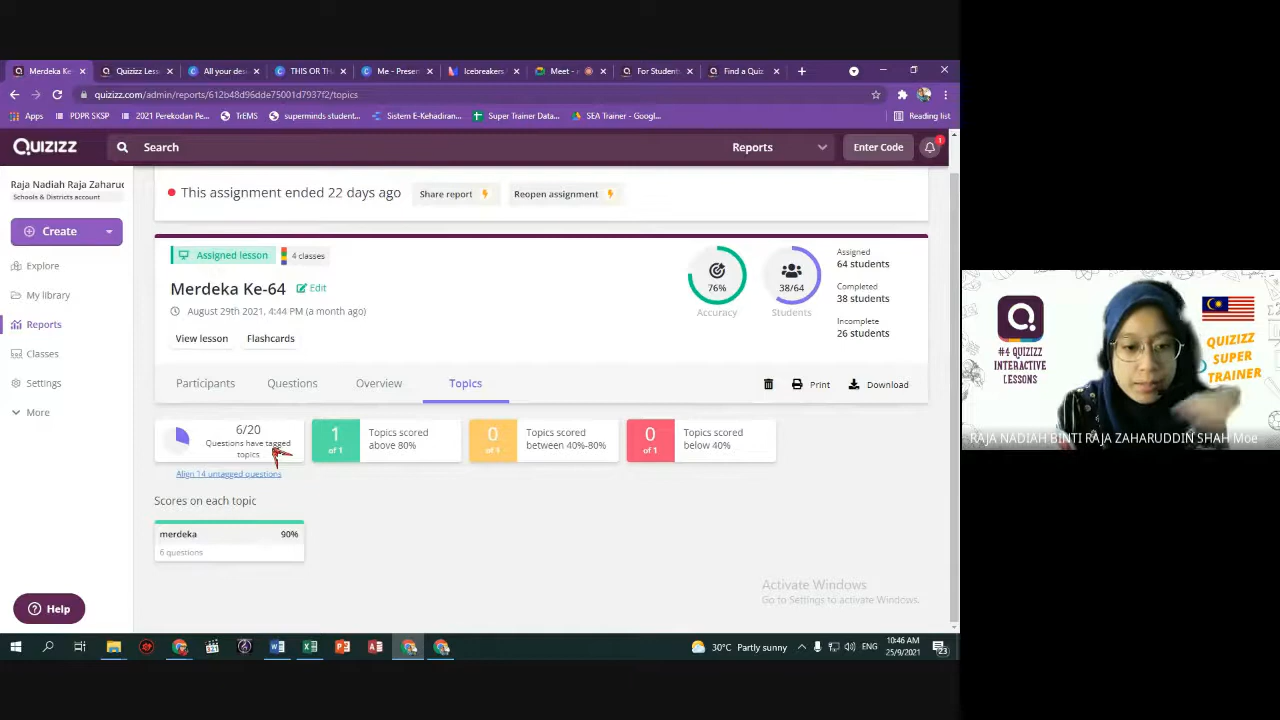 Merdeka Ke
Quizizz Less
All your des
THIS OR TH
Me - Presen
Icebreakers
Meet -
For Students
Find a Quiz
quizizz.com/admin/reports/612b48d96dde75001d7937f2/topics
Apps
PDPR SKSP
2021 Perekodan Pe...
TrEMS
superminds student...
Sistem E-Kehadiran...
Super Trainer Data...
SEA Trainer - Googl...
Reading list
Quizizz
Search
Reports
Enter Code
1
Raja Nadiah Raja Zaharuc
Schools & Districts account
Create
Explore
My library
Reports
Classes
Settings
More
Help
This assignment ended 22 days ago
Share report
Reopen assignment
Assigned lesson
4 classes
Merdeka Ke-64
Edit
August 29th 2021, 4:44 PM (a month ago)
View lesson
Flashcards
76%
Accuracy
38/64
Students
Assigned
64 students
Completed
38 students
Incomplete
26 students
Participants
Questions
Overview
Topics
Print
Download
6/20
Questions have tagged
topics
Align 14 untagged questions
1
of 1
Topics scored
above 80%
0
of 1
Topics scored
between 40%-80%
0
of 1
Topics scored
below 40%
Scores on each topic
merdeka
90%
6 questions
Activate Windows
Go to Settings to activate Windows.
30°C Partly sunny
ENG
10:46 AM
25/9/2021
23
Q.
#4 QUIZIZZ
INTERACTIVE
LESSONS
QUIZIZZ
SUPER
TRAINER
RAJA NADIAH BINTI RAJA ZAHARUDDIN SHAH Moe